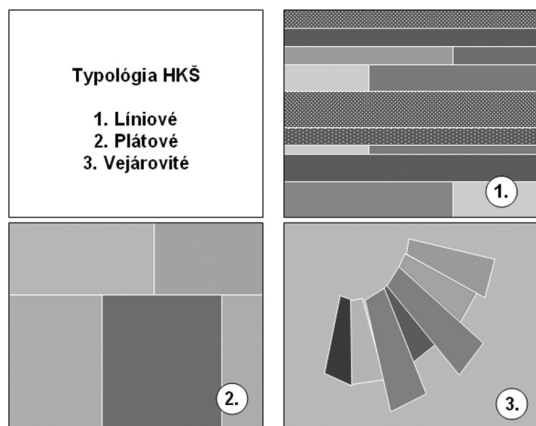 Typológia HKŠ
1. Líniové
2. Plátové
3. Vejárovité
1.
2.
3.